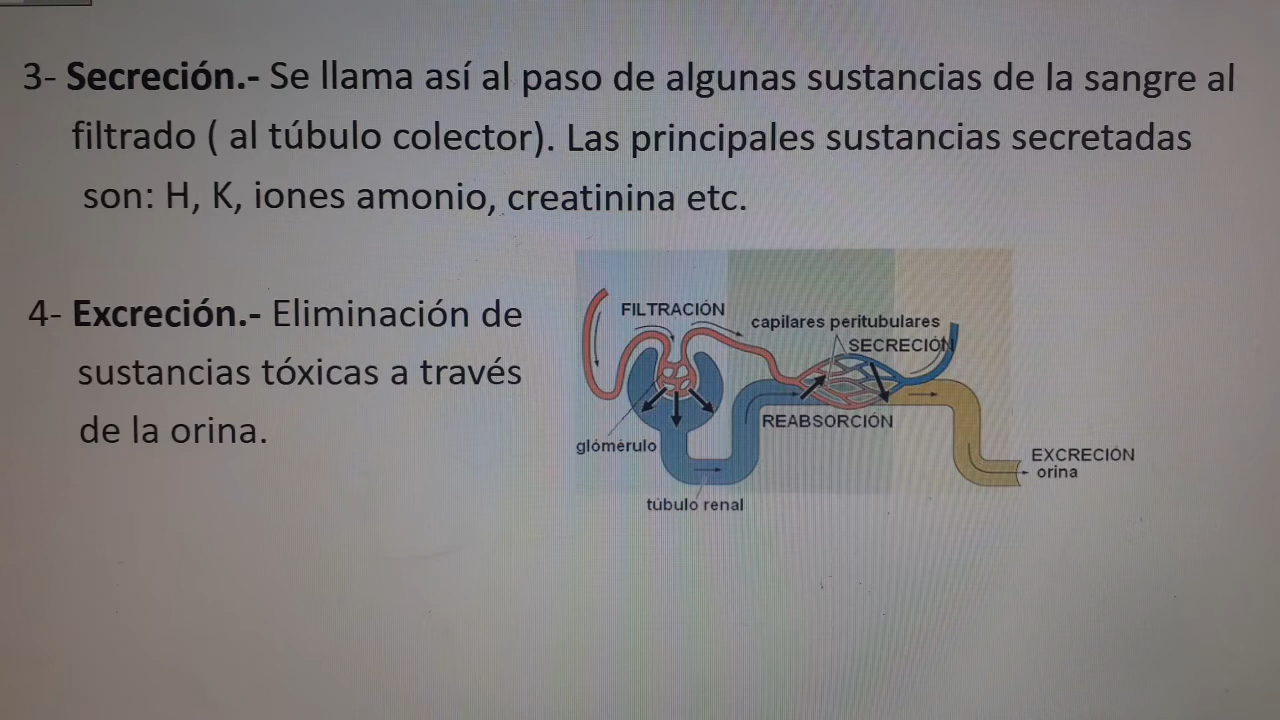 3- Secreción.- Se llama así al paso de algunas sustancias de la sangre al
filtrado ( al túbulo colector). Las principales sustancias secretadas
son: H, K, iones amonio, creatinina etc.
4- Excreción.- Eliminación de
sustancias tóxicas a través
de la orina.
FILTRACIÓN
capilares peritubulares
SECRECIÓN
REABSORCIÓN
glómérulo
EXCRECIÓN
orina
túbulo renal